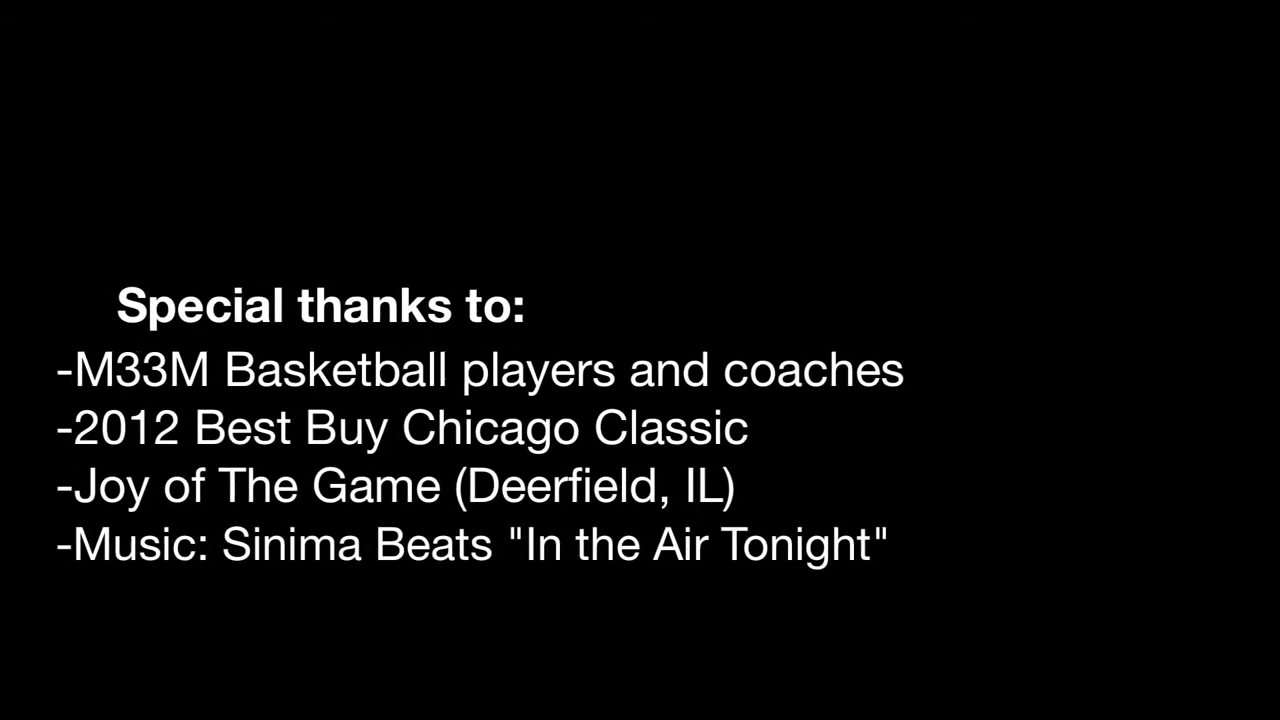 Special thanks to:
-M33M Basketball players and coaches
-2012 Best Buy Chicago Classic
-Joy of The Game (Deerfield, IL)
-Music: Sinima Beats "In the Air Tonight"